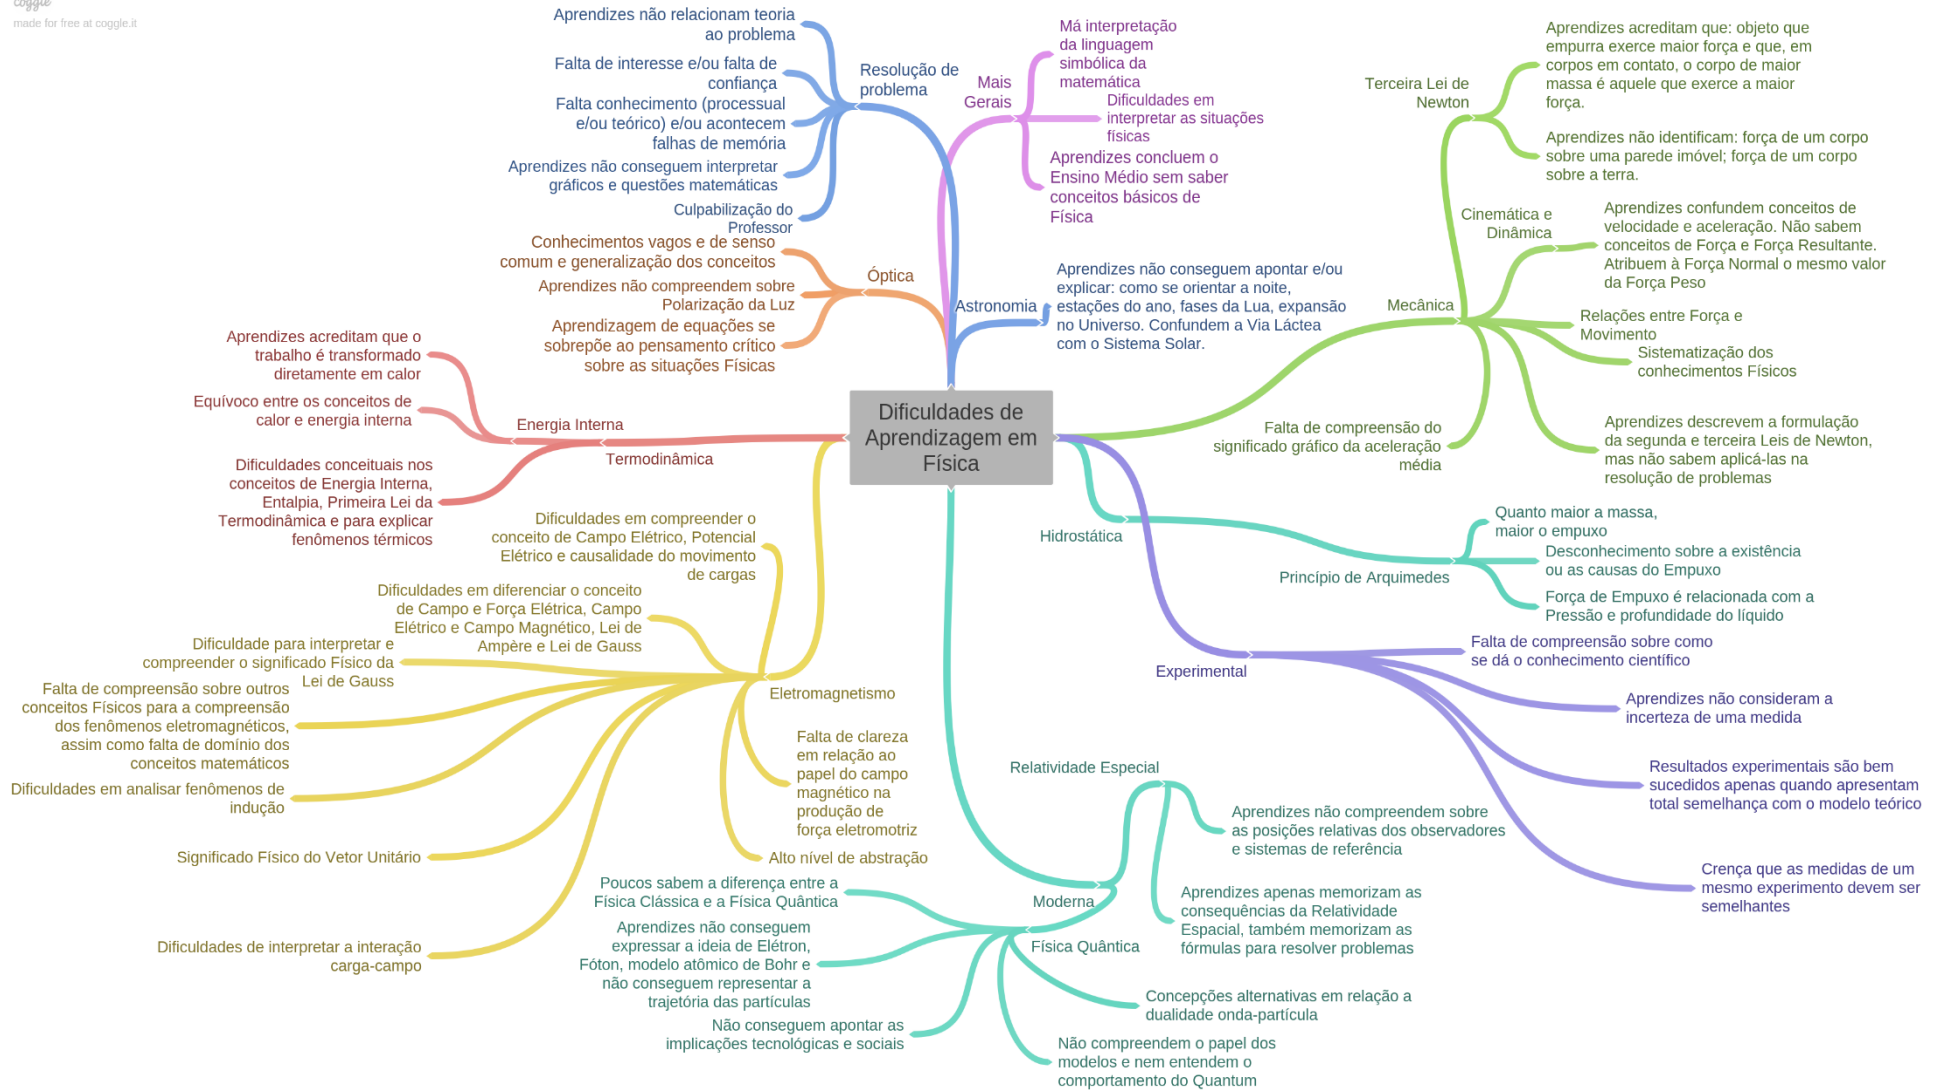 coggle
made for free at coggle.it
Dificuldades de
Aprendizagem em
Física
Resolução de
problema
Aprendizes não relacionam teoria
ao problema
Falta de interesse e/ou falta de
confiança
Falta conhecimento (processual
e/ou teórico) e/ou acontecem
falhas de memória
Aprendizes não conseguem interpretar
gráficos e questões matemáticas
Culpabilização do
Professor
Óptica
Conhecimentos vagos e de senso
comum e generalização dos conceitos
Aprendizes não compreendem sobre
Polarização da Luz
Aprendizagem de equações se
sobrepõe ao pensamento crítico
sobre as situações Físicas
Mais
Gerais
Má interpretação
da linguagem
simbólica da
matemática
Dificuldades em
interpretar as situações
físicas
Aprendizes concluem o
Ensino Médio sem saber
conceitos básicos de
Física
Astronomia
Aprendizes não conseguem apontar e/ou
explicar: como se orientar a noite,
estações do ano, fases da Lua, expansão
no Universo. Confundem a Via Láctea
com o Sistema Solar.
Mecânica
Terceira Lei de
Newton
Aprendizes acreditam que: objeto que
empurra exerce maior força e que, em
corpos em contato, o corpo de maior
massa é aquele que exerce a maior
força.
Aprendizes não identificam: força de um corpo
sobre uma parede imóvel; força de um corpo
sobre a terra.
Cinemática e
Dinâmica
Aprendizes confundem conceitos de
velocidade e aceleração. Não sabem
conceitos de Força e Força Resultante.
Atribuem à Força Normal o mesmo valor
da Força Peso
Relações entre Força e
Movimento
Sistematização dos
conhecimentos Físicos
Aprendizes descrevem a formulação
da segunda e terceira Leis de Newton,
mas não sabem aplicá-las na
resolução de problemas
Falta de compreensão do
significado gráfico da aceleração
média
Termodinâmica
Energia Interna
Aprendizes acreditam que o
trabalho é transformado
diretamente em calor
Equívoco entre os conceitos de
calor e energia interna
Dificuldades conceituais nos
conceitos de Energia Interna,
Entalpia, Primeira Lei da
Termodinâmica e para explicar
fenômenos térmicos
Hidrostática
Princípio de Arquimedes
Quanto maior a massa,
maior o empuxo
Desconhecimento sobre a existência
ou as causas do Empuxo
Força de Empuxo é relacionada com a
Pressão e profundidade do líquido
Experimental
Falta de compreensão sobre como
se dá o conhecimento científico
Aprendizes não consideram a
incerteza de uma medida
Resultados experimentais são bem
sucedidos apenas quando apresentam
total semelhança com o modelo teórico
Crença que as medidas de um
mesmo experimento devem ser
semelhantes
Eletromagnetismo
Dificuldades em compreender o
conceito de Campo Elétrico, Potencial
Elétrico e causalidade do movimento
de cargas
Dificuldades em diferenciar o conceito
de Campo e Força Elétrica, Campo
Elétrico e Campo Magnético, Lei de
Ampère e Lei de Gauss
Dificuldade para interpretar e
compreender o significado Físico da
Lei de Gauss
Falta de compreensão sobre outros
conceitos Físicos para a compreensão
dos fenômenos eletromagnéticos,
assim como falta de domínio dos
conceitos matemáticos
Dificuldades em analisar fenômenos de
indução
Significado Físico do Vetor Unitário
Dificuldades de interpretar a interação
carga-campo
Falta de clareza
em relação ao
papel do campo
magnético na
produção de
força eletromotriz
Alto nível de abstração
Moderna
Relatividade Especial
Aprendizes não compreendem sobre
as posições relativas dos observadores
e sistemas de referência
Aprendizes apenas memorizam as
consequências da Relatividade
Espacial, também memorizam as
fórmulas para resolver problemas
Física Quântica
Poucos sabem a diferença entre a
Física Clássica e a Física Quântica
Aprendizes não conseguem
expressar a ideia de Elétron,
Fóton, modelo atômico de Bohr e
não conseguem representar a
trajetória das partículas
Não conseguem apontar as
implicações tecnológicas e sociais
Concepções alternativas em relação a
dualidade onda-partícula
Não compreendem o papel dos
modelos e nem entendem o
comportamento do Quantum